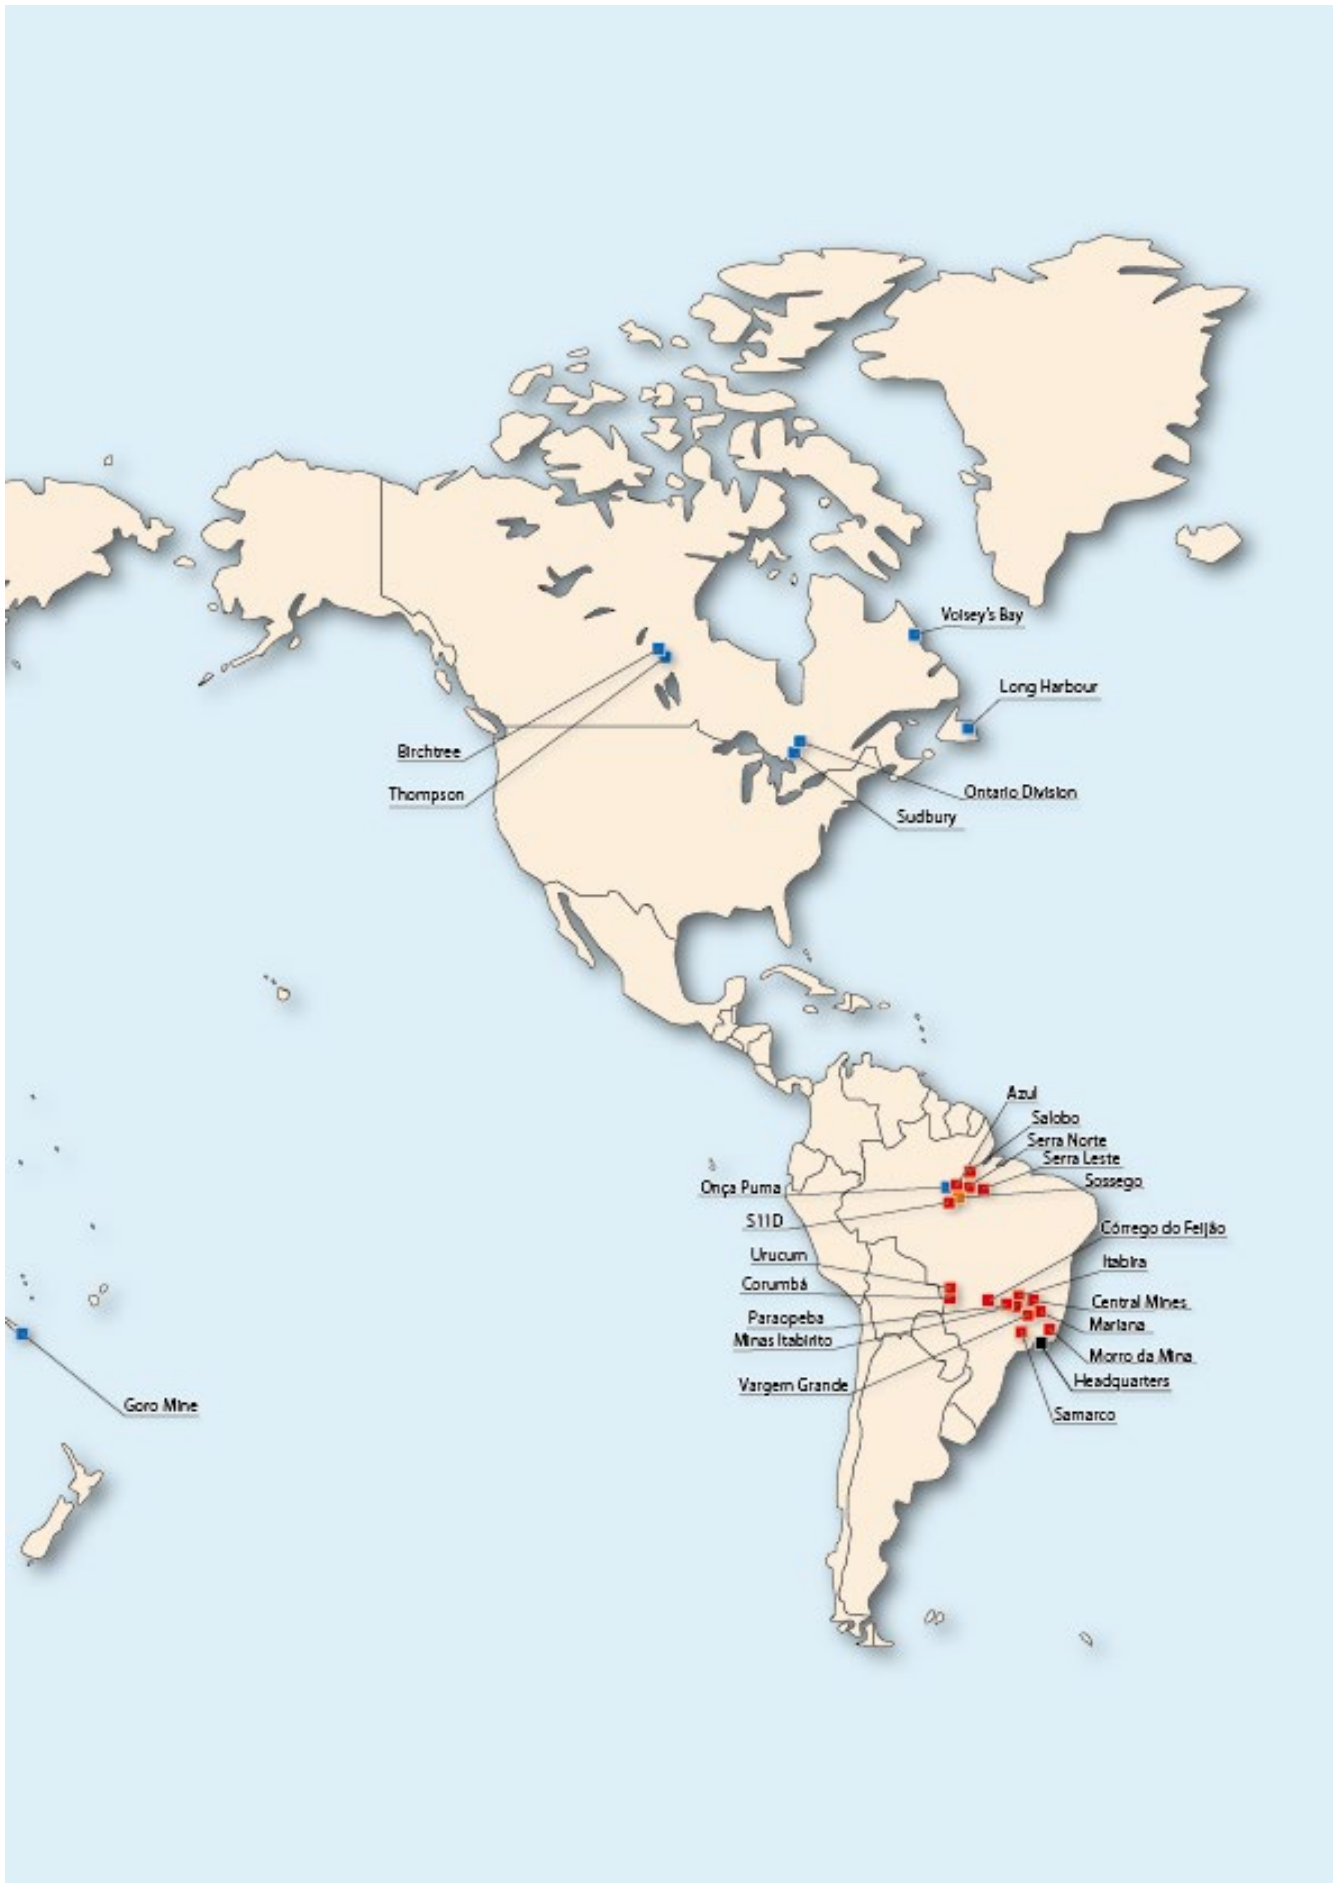 Voisey's Bay
Long Harbour
Birchtree
Thompson
Ontario Division
Sudbury
Azul
Salobo
Serra Norte
Serra Leste
Sossego
Onça Puma
S11D
Córrego do Feijão
Urucum
Itabira
Corumbá
Central Mines
Paraopeba
Mariana
Minas Itabirito
Morro da Mina
Headquarters
Vargem Grande
Goro Mine
Samarco